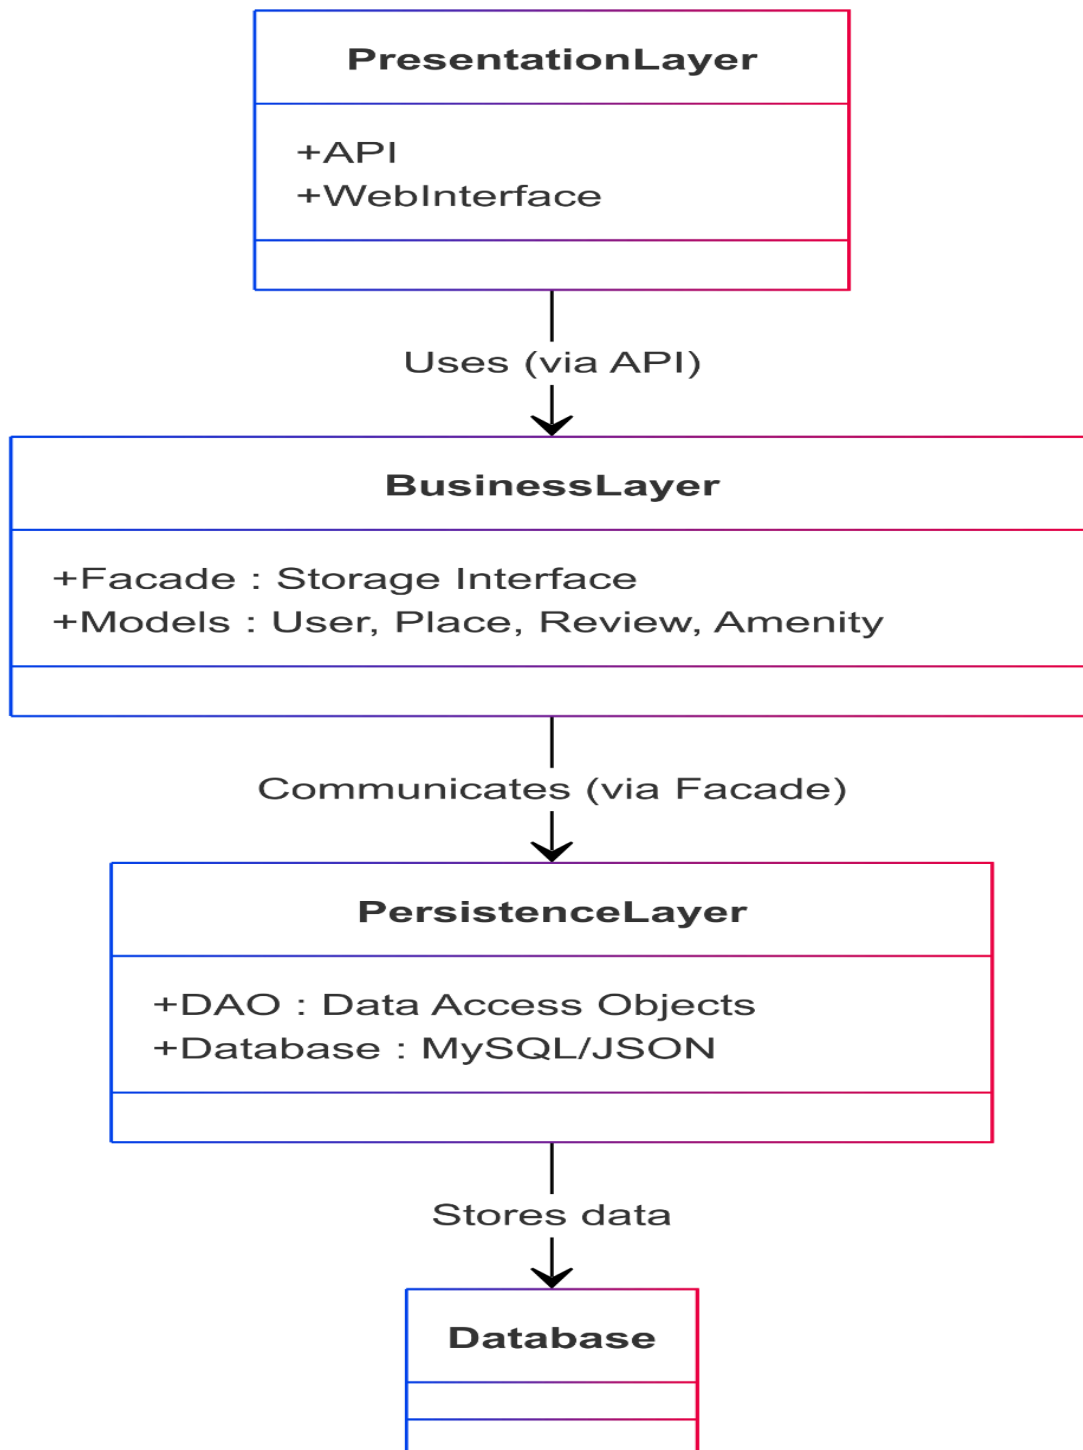 PresentationLayer
+API
+WebInterface
Uses (via API)
BusinessLayer
+Facade : Storage Interface
+Models : User, Place, Review, Amenity
Communicates (via Facade)
PersistenceLayer
+DAO : Data Access Objects
+Database : MySQL/JSON
Stores data
Database